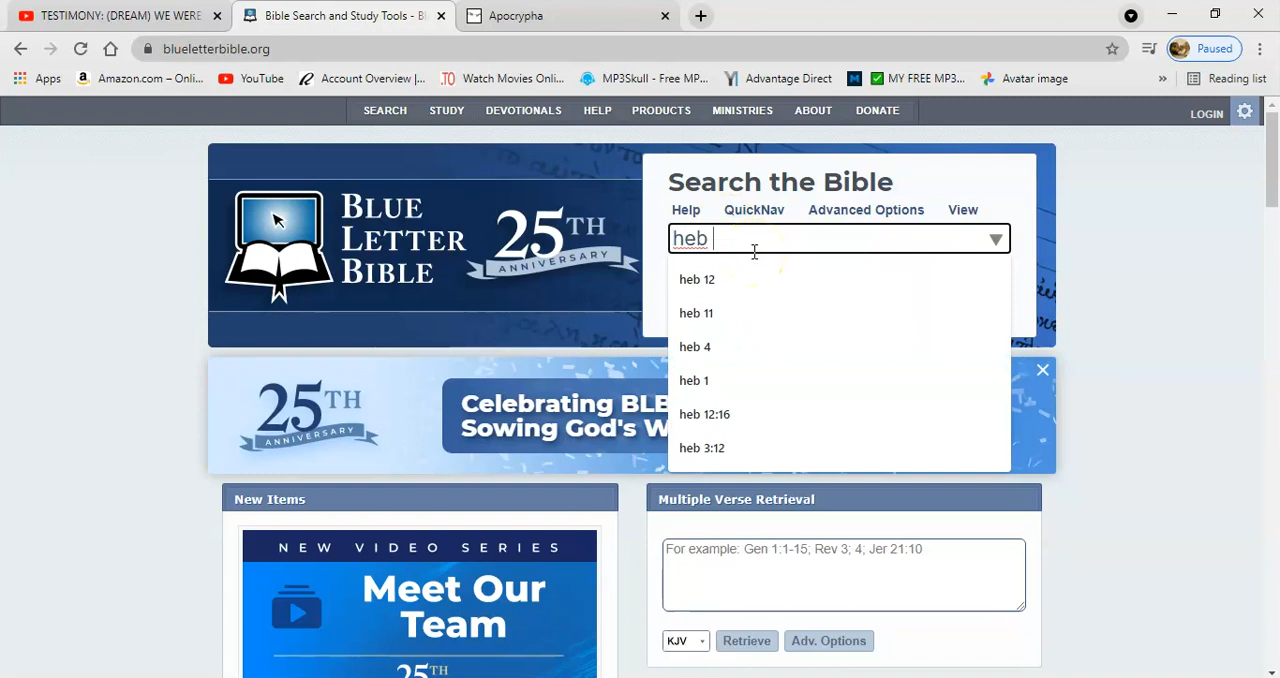 TESTIMONY: (DREAM) WE WERE
Bible Search and Study Tools - Bl
Apocrypha
blueletterbible.org
Paused
Apps
Amazon.com – Onli...
YouTube
Account Overview |...
Watch Movies Onli...
MP3Skull - Free MP...
Advantage Direct
MY FREE MP3...
Avatar image
»
Reading list
SEARCH STUDY DEVOTIONALS HELP PRODUCTS MINISTRIES ABOUT DONATE
LOGIN
BLUE
LETTER
BIBLE
25TH
ANNIVERSARY
Search the Bible
Help QuickNav Advanced Options View
heb
heb 12
heb 11
heb 4
heb 1
heb 12:16
heb 3:12
25TH
ANNIVERSARY
Celebrating BLB
Sowing God's W
New Items
NEW VIDEO SERIES
Meet Our
Team
25TH
Multiple Verse Retrieval
For example: Gen 1:1-15; Rev 3; 4; Jer 21:10
KJV
Retrieve
Adv. Options